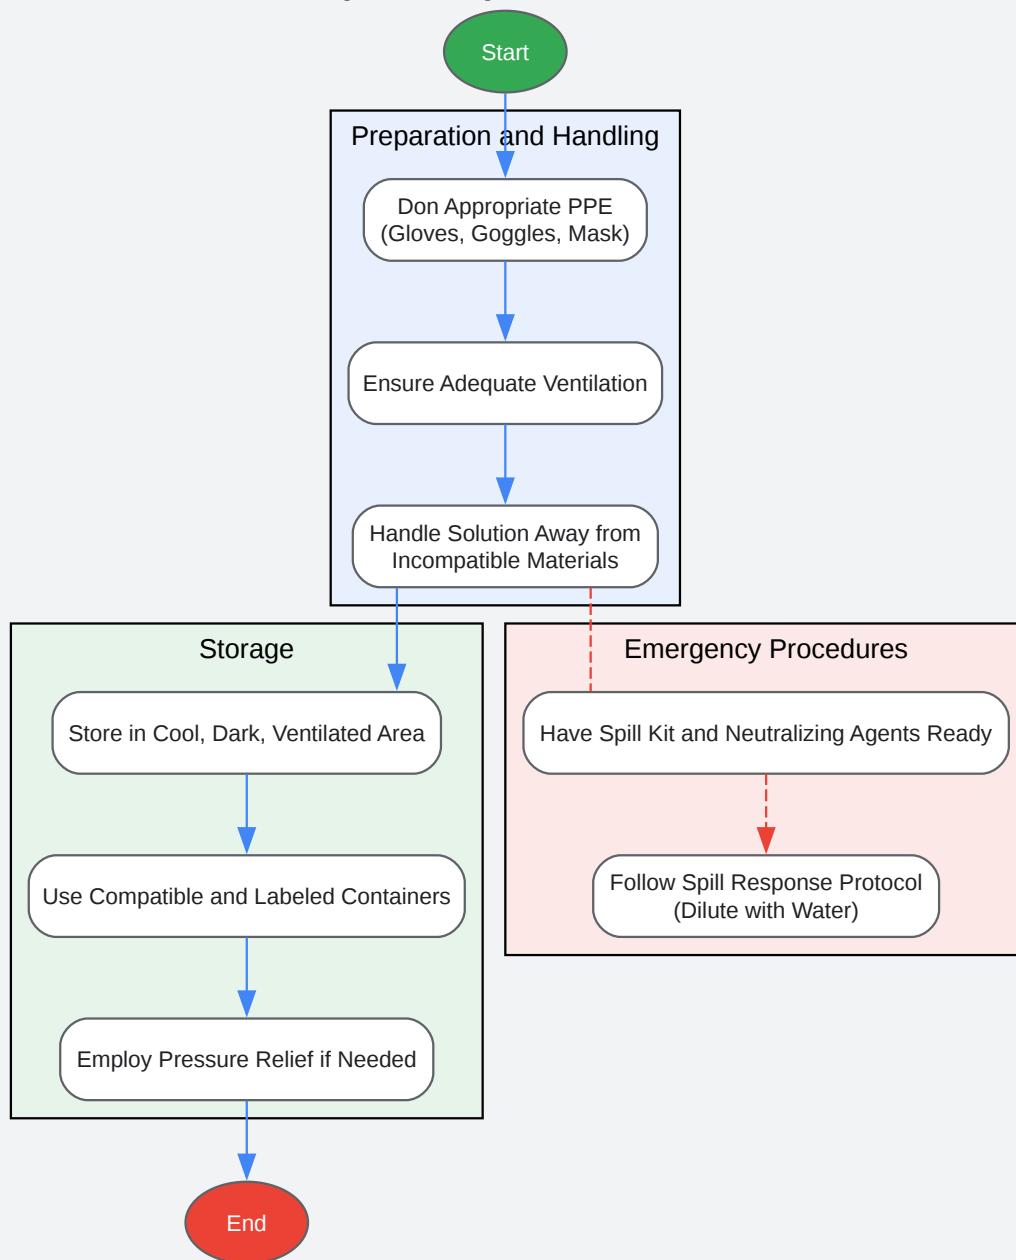 Start
Preparation and Handling
Don Appropriate PPE
(Gloves, Goggles, Mask)
Ensure Adequate Ventilation
Handle Solution Away from
Incompatible Materials
Storage
Store in Cool, Dark, Ventilated Area
Use Compatible and Labeled Containers
Employ Pressure Relief if Needed
End
Emergency Procedures
Have Spill Kit and Neutralizing Agents Ready
Follow Spill Response Protocol
(Dilute with Water)